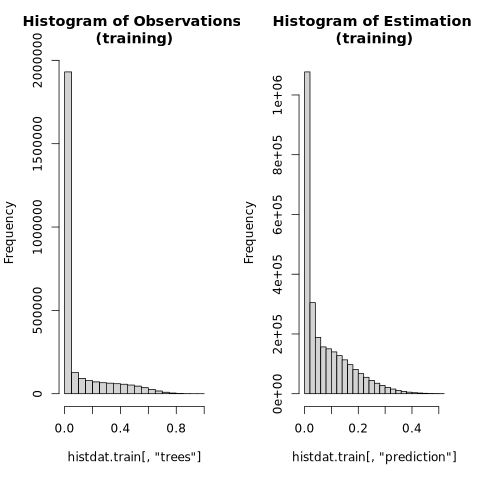 Histogram of Observations
(training)
Frequency
0
500000
1000000
1500000
2000000
0.0
0.4
0.8
histdat.train[, "trees"]
Histogram of Estimation
(training)
Frequency
0e+00
2e+05
4e+05
6e+05
8e+05
1e+06
0.0
0.2
0.4
histdat.train[, "prediction"]